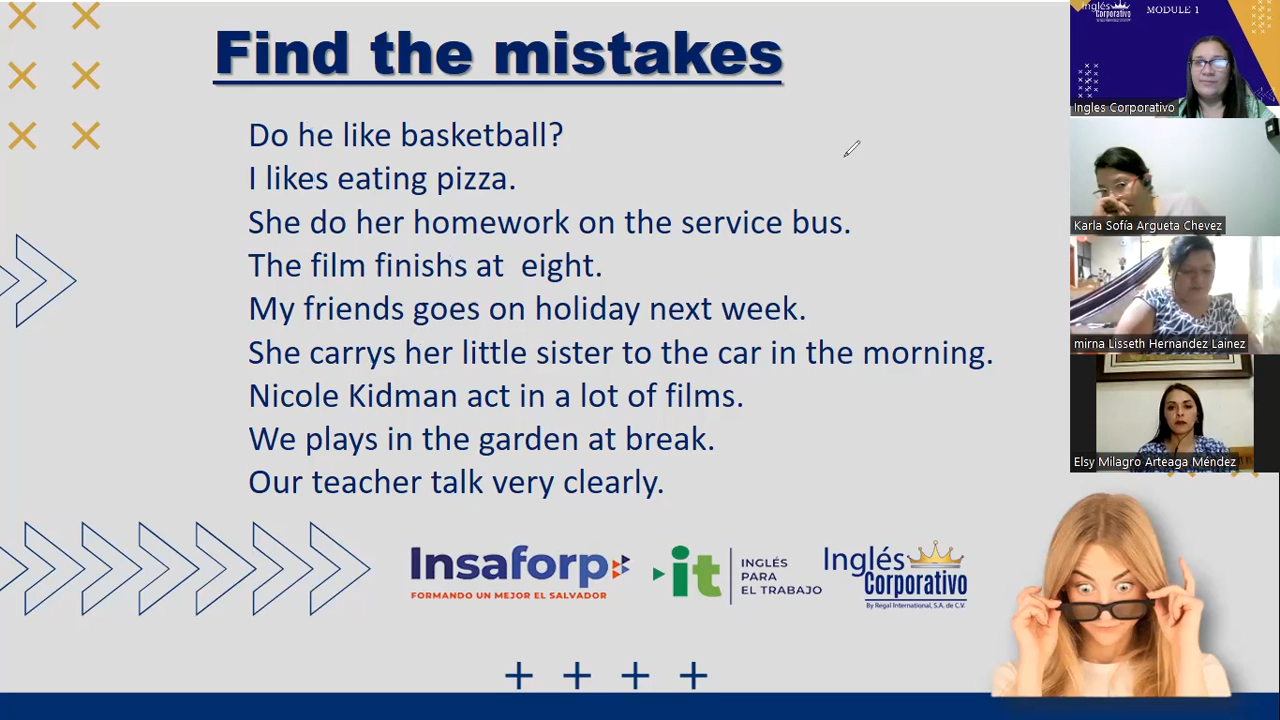 Find the mistakes
Do he like basketball?
I likes eating pizza.
She do her homework on the service bus.
The film finishs at  eight.
My friends goes on holiday next week.
She carrys her little sister to the car in the morning.
Nicole Kidman act in a lot of films.
We plays in the garden at break.
Our teacher talk very clearly.
Insaforp
FORMANDO UN MEJOR EL SALVADOR
it
INGLÉS
PARA
EL TRABAJO
Inglés
Corporativo
By Regal International, S.A. de C.V.
Inglés
Corporativo
MODULE 1
Ingles Corporativo
Karla Sofía Argueta Chevez
mirna Lisseth Hernandez Lainez
Elsy Milagro Arteaga Méndez